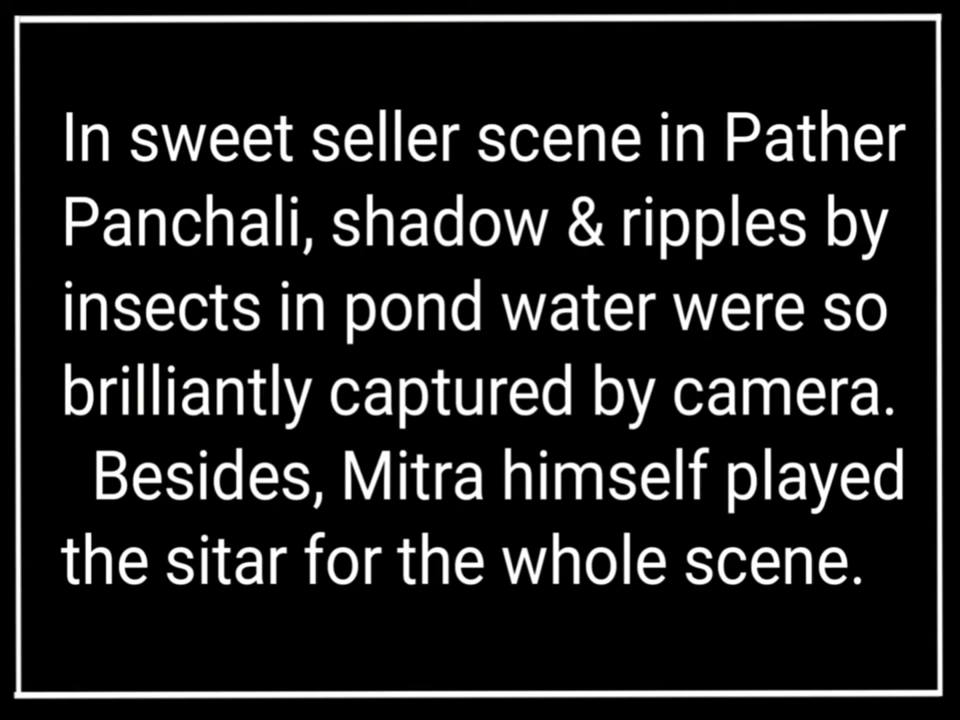 In sweet seller scene in Pather
Panchali, shadow & ripples by
insects in pond water were so
brilliantly captured by camera.
Besides, Mitra himself played
the sitar for the whole scene.